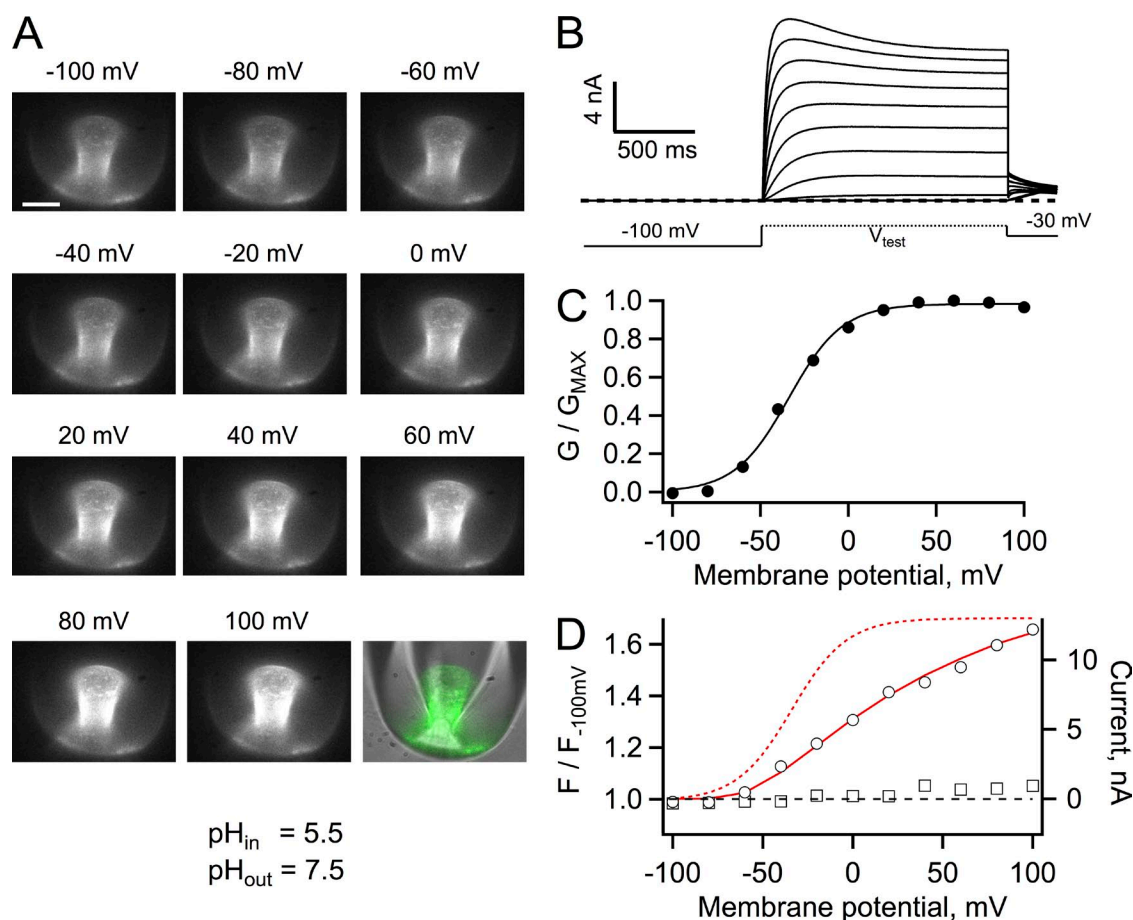 A
-100 mV
-80 mV
-60 mV
-40 mV
-20 mV
0 mV
20 mV
40 mV
60 mV
80 mV
100 mV
pHin = 5.5
pHout = 7.5
B
4 nA
500 ms
-100 mV
Vtest
-30 mV
C
G / GMAX
1.0
0.8
0.6
0.4
0.2
0.0
-100 -50 0 50 100
Membrane potential, mV
D
F / F-100mV
1.6
1.4
1.2
1.0
10
5
0
Current, nA
-100 -50 0 50 100
Membrane potential, mV